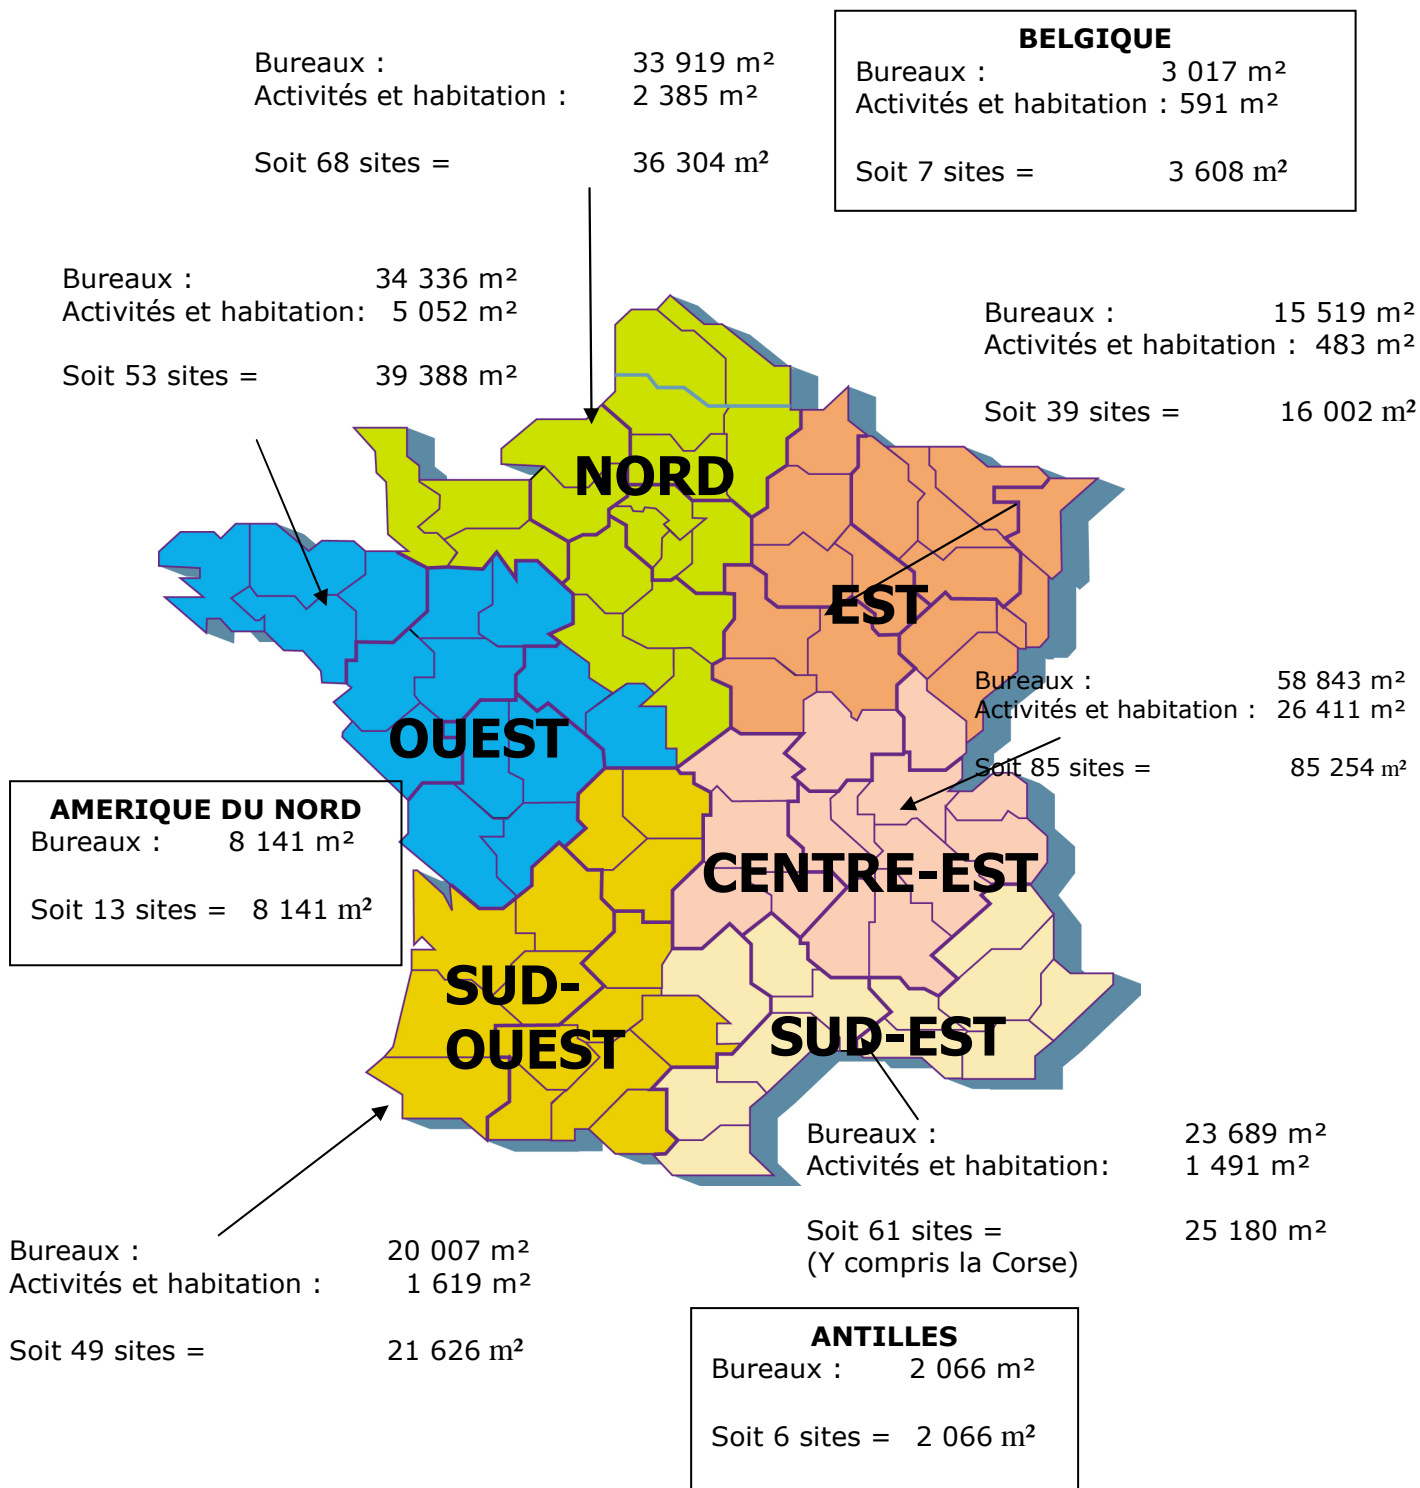 Bureaux : 33 919 m²
Activités et habitation : 2 385 m²
Soit 68 sites = 36 304 m²
BELGIQUE
Bureaux : 3 017 m²
Activités et habitation : 591 m²
Soit 7 sites = 3 608 m²
Bureaux : 34 336 m²
Activités et habitation: 5 052 m²
Soit 53 sites = 39 388 m²
Bureaux : 15 519 m²
Activités et habitation : 483 m²
Soit 39 sites = 16 002 m²
NORD
EST
Bureaux : 58 843 m²
Activités et habitation : 26 411 m²
Soit 85 sites = 85 254 m²
OUEST
AMERIQUE DU NORD
Bureaux : 8 141 m²
Soit 13 sites = 8 141 m²
CENTRE-EST
SUD-
OUEST
SUD-EST
Bureaux : 23 689 m²
Activités et habitation: 1 491 m²
Soit 61 sites = 25 180 m²
(Y compris la Corse)
Bureaux : 20 007 m²
Activités et habitation : 1 619 m²
Soit 49 sites = 21 626 m²
ANTILLES
Bureaux : 2 066 m²
Soit 6 sites = 2 066 m²